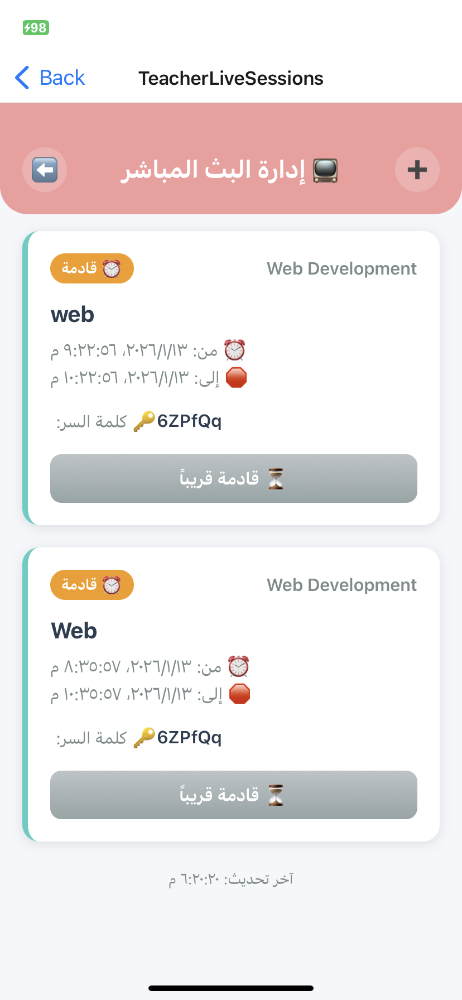 98
Back
TeacherLiveSessions
إدارة البث المباشر
قادمة
Web Development
web
من: ٢٠٢٦/١/١٣، ٩:٢٢:٥٦ م
إلى: ٢٠٢٦/١/١٣، ١٠:٢٢:٥٦ م
كلمة السر: 6ZPfQq
قادمة قريباً
قادمة
Web Development
Web
من: ٢٠٢٦/١/١٣، ٨:٣٥:٥٧ م
إلى: ٢٠٢٦/١/١٣، ١٠:٣٥:٥٧ م
كلمة السر: 6ZPfQq
قادمة قريباً
آخر تحديث: ٦:٢٠:٢٠ م